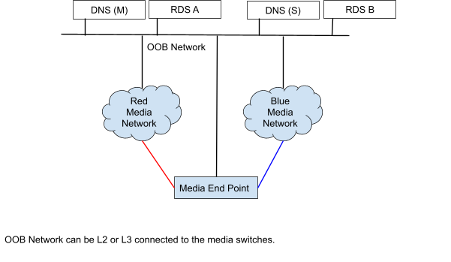 DNS (M)
RDS A
DNS (S)
RDS B
OOB Network
Red
Media
Network
Blue
Media
Network
Media End Point
OOB Network can be L2 or L3 connected to the media switches.